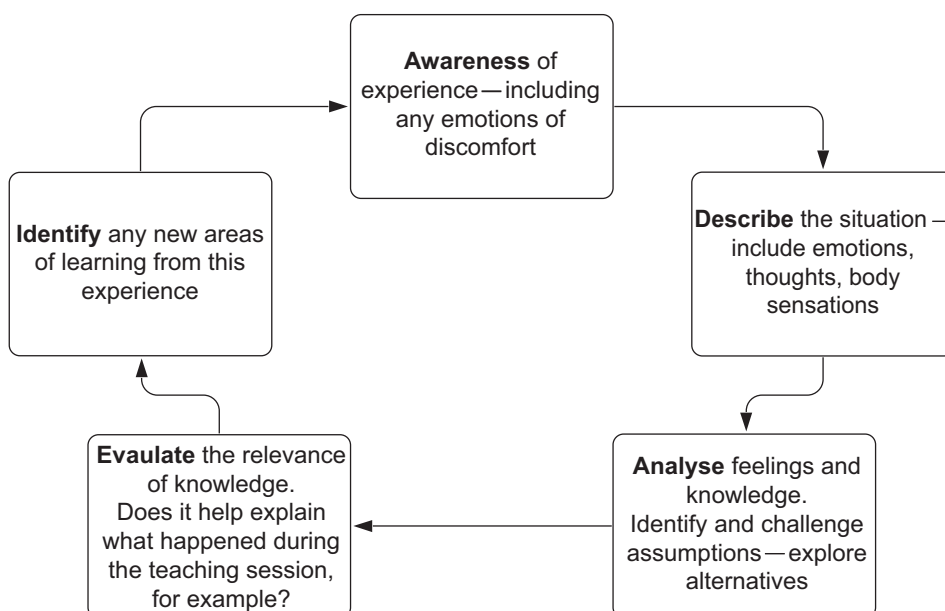 Awareness of
experience—including
any emotions of
discomfort
Describe the situation —
include emotions,
thoughts, body
sensations
Analyse feelings and
knowledge.
Identify and challenge
assumptions—explore
alternatives
Evaulate the relevance
of knowledge.
Does it help explain
what happened during
the teaching session,
for example?
Identify any new areas
of learning from this
experience